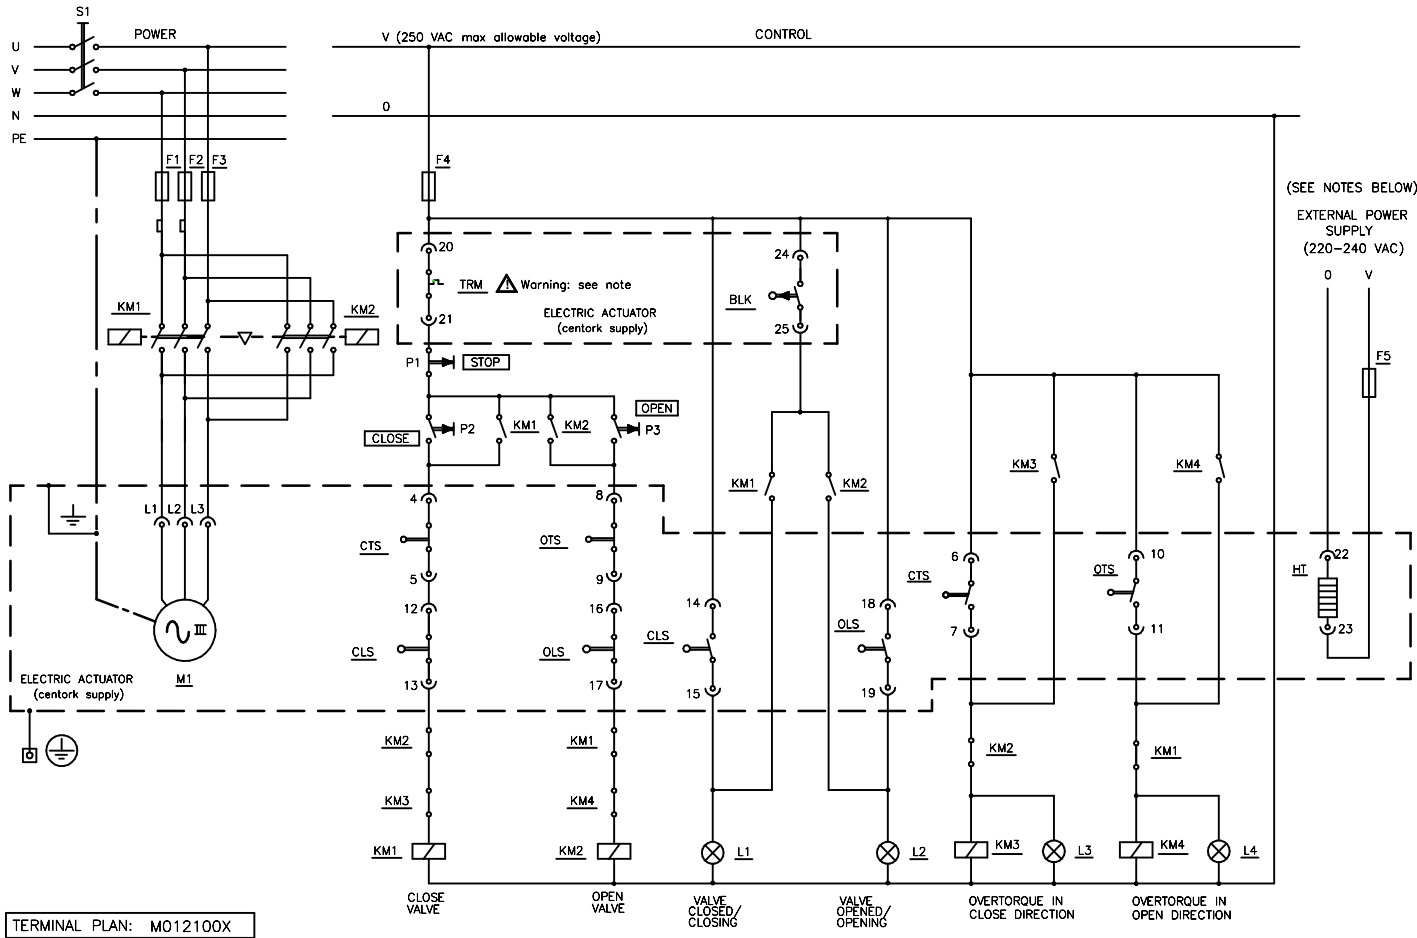 S1
POWER
V (250 VAC max allowable voltage)
CONTROL
U
V
W
N
PE
0
F1 F2 F3
F4
(SEE NOTES BELOW)
EXTERNAL POWER
SUPPLY
(220-240 VAC)
0 V
20
24
TRM
Warning: see note
BLK
KM1
KM2
21
ELECTRIC ACTUATOR
(centork supply)
25
P1
STOP
F5
OPEN
CLOSE
P2
KM1
KM2
P3
KM3
KM4
KM1
KM2
4
8
L1 L2 L3
CTS
OTS
6
10
22
5
9
CTS
OTS
HT
12
16
14
18
7
11
23
III
CLS
OLS
CLS
OLS
ELECTRIC ACTUATOR
(centork supply)
M1
13
17
15
19
KM2
KM1
KM2
KM1
KM3
KM4
KM1
KM2
L1
L2
KM3
L3
KM4
L4
CLOSE
VALVE
OPEN
VALVE
VALVE
CLOSED/
CLOSING
VALVE
OPENED/
OPENING
OVERTORQUE IN
CLOSE DIRECTION
OVERTORQUE IN
OPEN DIRECTION
TERMINAL PLAN: M012100X